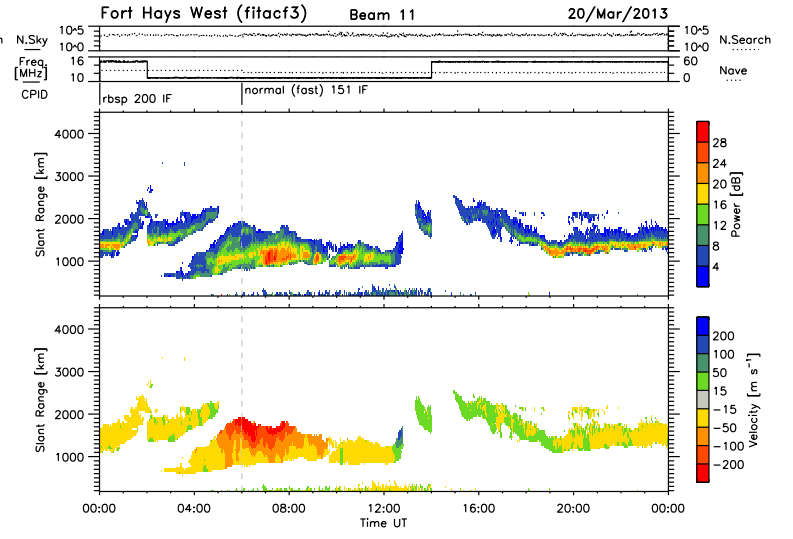 Fort Hays West (fitacf3) Beam 11 20/Mar/2013
n N.Sky 10^5 10^0 10^5 10^0 N.Search
Freq. [MHz] 16 10 60 0 Nave
CPID rbsp 200 IF normal (fast) 151 IF
Slant Range [km]
4000
3000
2000
1000
28
24
20
16
12
8
4
Power [dB]
Slant Range [km]
4000
3000
2000
1000
200
100
50
15
−15
−50
−100
−200
Velocity [m s⁻¹]
00:00 04:00 08:00 12:00 16:00 20:00 00:00
Time UT